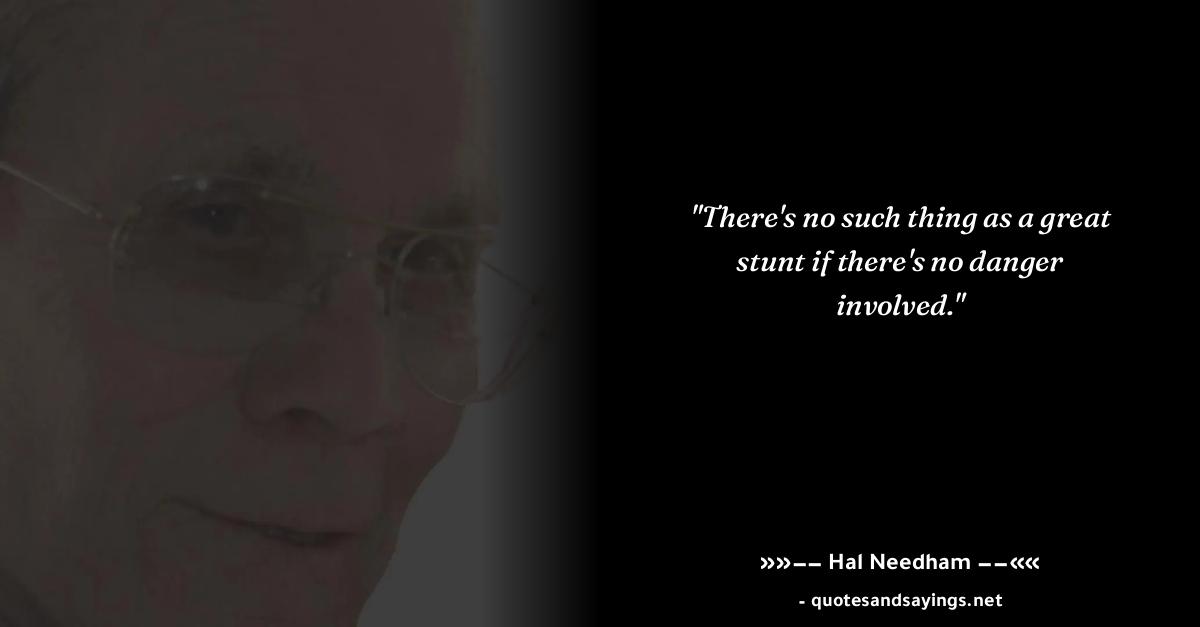 "There's no such thing as a great
stunt if there's no danger
involved."
»»−− Hal Needham −−««
- quotesandsayings.net